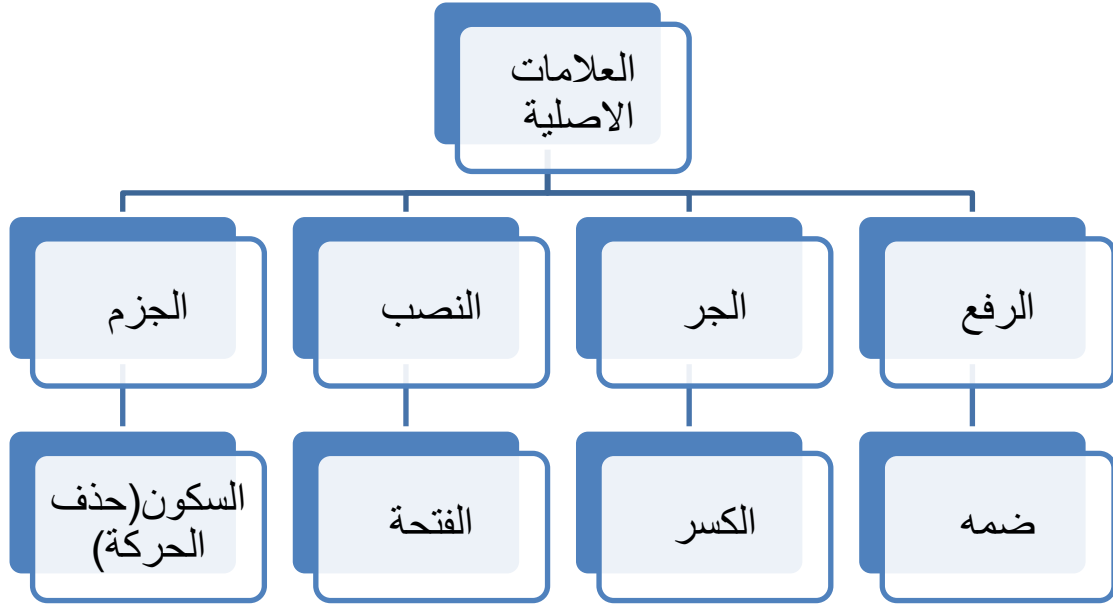 العلامات
الاصلية
الرفع
الجر
النصب
الجزم
ضمه
الكسر
الفتحة
السكون(حذف
الحركة)